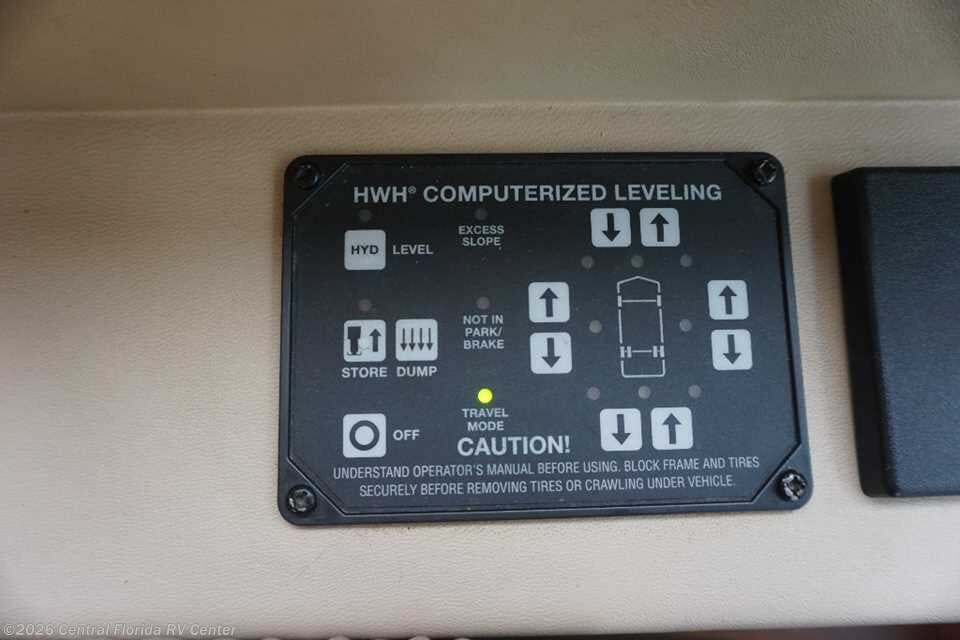 HWH® COMPUTERIZED LEVELING
HYD
LEVEL
EXCESS
SLOPE
STORE
DUMP
NOT IN
PARK/
BRAKE
TRAVEL
MODE
OFF
CAUTION!
UNDERSTAND OPERATOR'S MANUAL BEFORE USING. BLOCK FRAME AND TIRES
SECURELY BEFORE REMOVING TIRES OR CRAWLING UNDER VEHICLE.
©2026 Central Florida RV Center